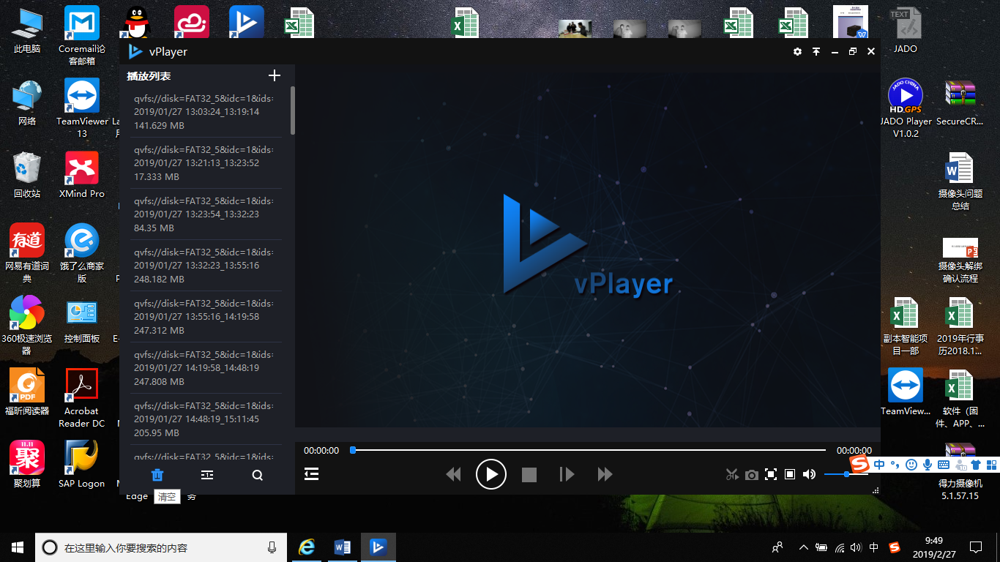 此电脑
Coremail论
客邮箱
TEXT
JADO
网络
TeamViewer
13
JADO CHINA
HD.GPS
JADO Player
V1.0.2
SecureCR...
回收站
XMind Pro
摄像头问题
总结
有道
网易有道词
典
饿了么商家
版
摄像头解绑
确认流程
360极速浏览
器
控制面板
E-
副本智能项
目一部
2019年行事
历2018.1...
PDF
福昕阅读器
Acrobat
Reader DC
TeamView...
软件（固
件、APP、...
11.11
聚
聚划算
SAP Logon
得力摄像机
5.1.57.15
Edge
务
vPlayer
播放列表
qvfs://disk=FAT32_5&idc=1&ids:
2019/01/27 13:03:24_13:19:14
141.629 MB
qvfs://disk=FAT32_5&idc=1&ids:
2019/01/27 13:21:13_13:23:52
17.333 MB
qvfs://disk=FAT32_5&idc=1&ids:
2019/01/27 13:23:54_13:32:23
84.35 MB
qvfs://disk=FAT32_5&idc=1&ids:
2019/01/27 13:32:23_13:55:16
248.182 MB
qvfs://disk=FAT32_5&idc=1&ids:
2019/01/27 13:55:16_14:19:58
247.312 MB
qvfs://disk=FAT32_5&idc=1&ids:
2019/01/27 14:19:58_14:48:19
247.808 MB
qvfs://disk=FAT32_5&idc=1&ids:
2019/01/27 14:48:19_15:11:45
205.95 MB
qvfs://disk=FAT32_5&idc=1&ids:
清空
vPlayer
00:00:00
00:00:00
中
在这里输入你要搜索的内容
中
9:49
2019/2/27